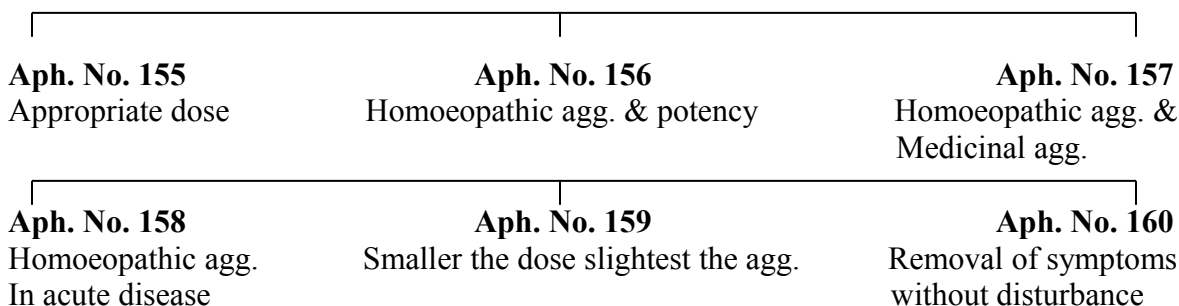 Aph. No. 155 Aph. No. 156 Aph. No. 157
Appropriate dose Homoeopathic agg. & potency Homoeopathic agg. &
Medicinal agg.
Aph. No. 158 Aph. No. 159 Aph. No. 160
Homoeopathic agg. Smaller the dose slightest the agg. Removal of symptoms
In acute disease without disturbance